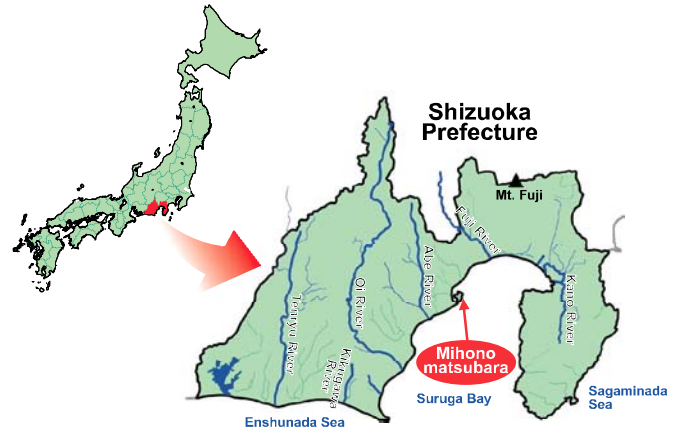 Shizuoka
Prefecture
Mt. Fuji
Fuji River
Abe River
Oi River
Tenryu River
Kikugawa
River
Kano River
Mihono
matsubara
Suruga Bay
Sagaminada
Sea
Enshunada Sea